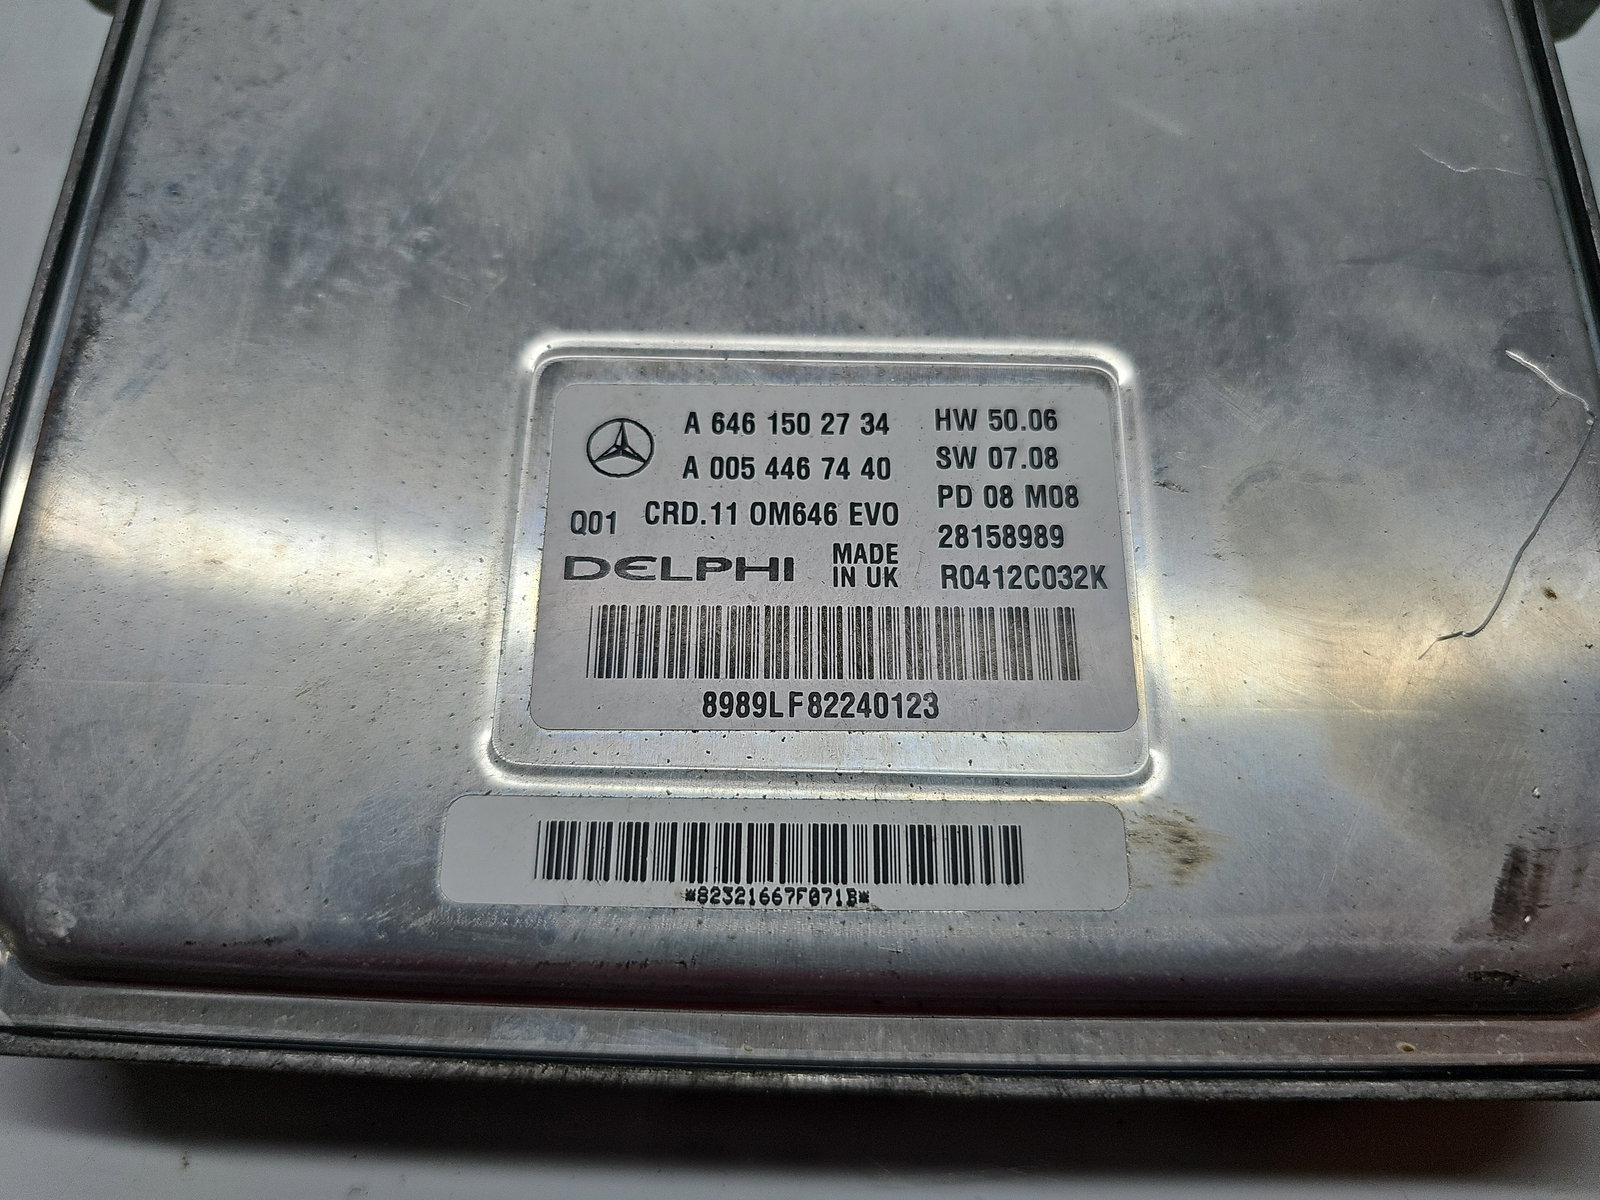 A 646 150 27 34
A 005 446 74 40
Q01 CRD.11 OM646 EVO
DELPHI MADE IN UK
HW 50.06
SW 07.08
PD 08 M08
28158989
R0412C032K
8989LF82240123
*82321667F071B*